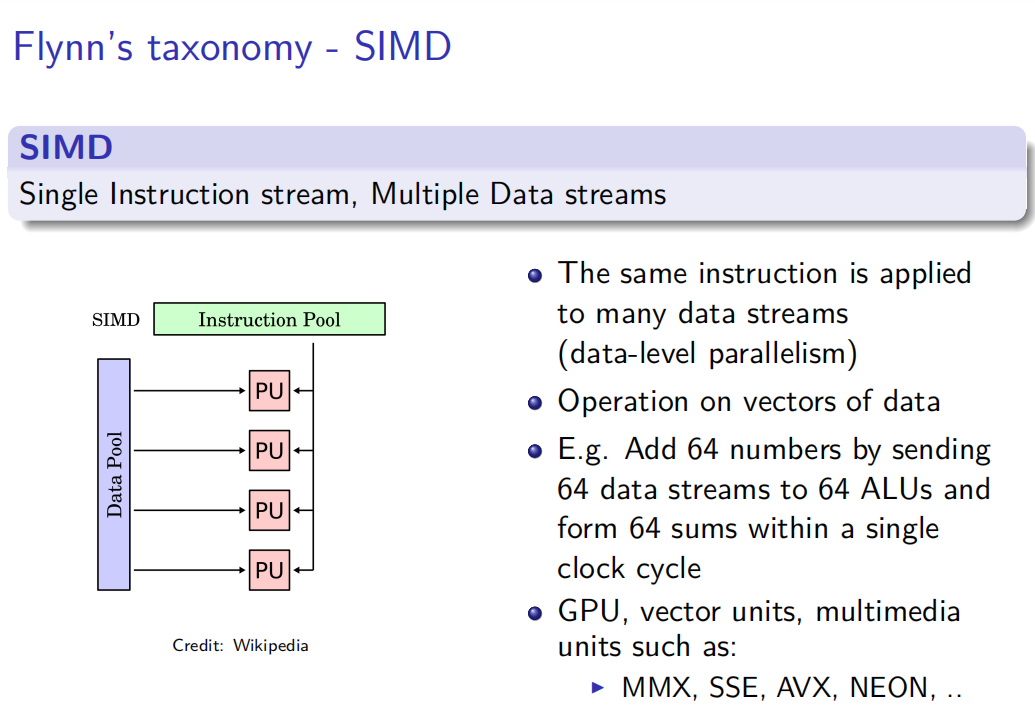 Flynn's taxonomy - SIMD
SIMD
Single Instruction stream, Multiple Data streams
SIMD
Instruction Pool
Data Pool
PU
PU
PU
PU
Credit: Wikipedia
The same instruction is applied
to many data streams
(data-level parallelism)
Operation on vectors of data
E.g. Add 64 numbers by sending
64 data streams to 64 ALUs and
form 64 sums within a single
clock cycle
GPU, vector units, multimedia
units such as:
MMX, SSE, AVX, NEON, ..